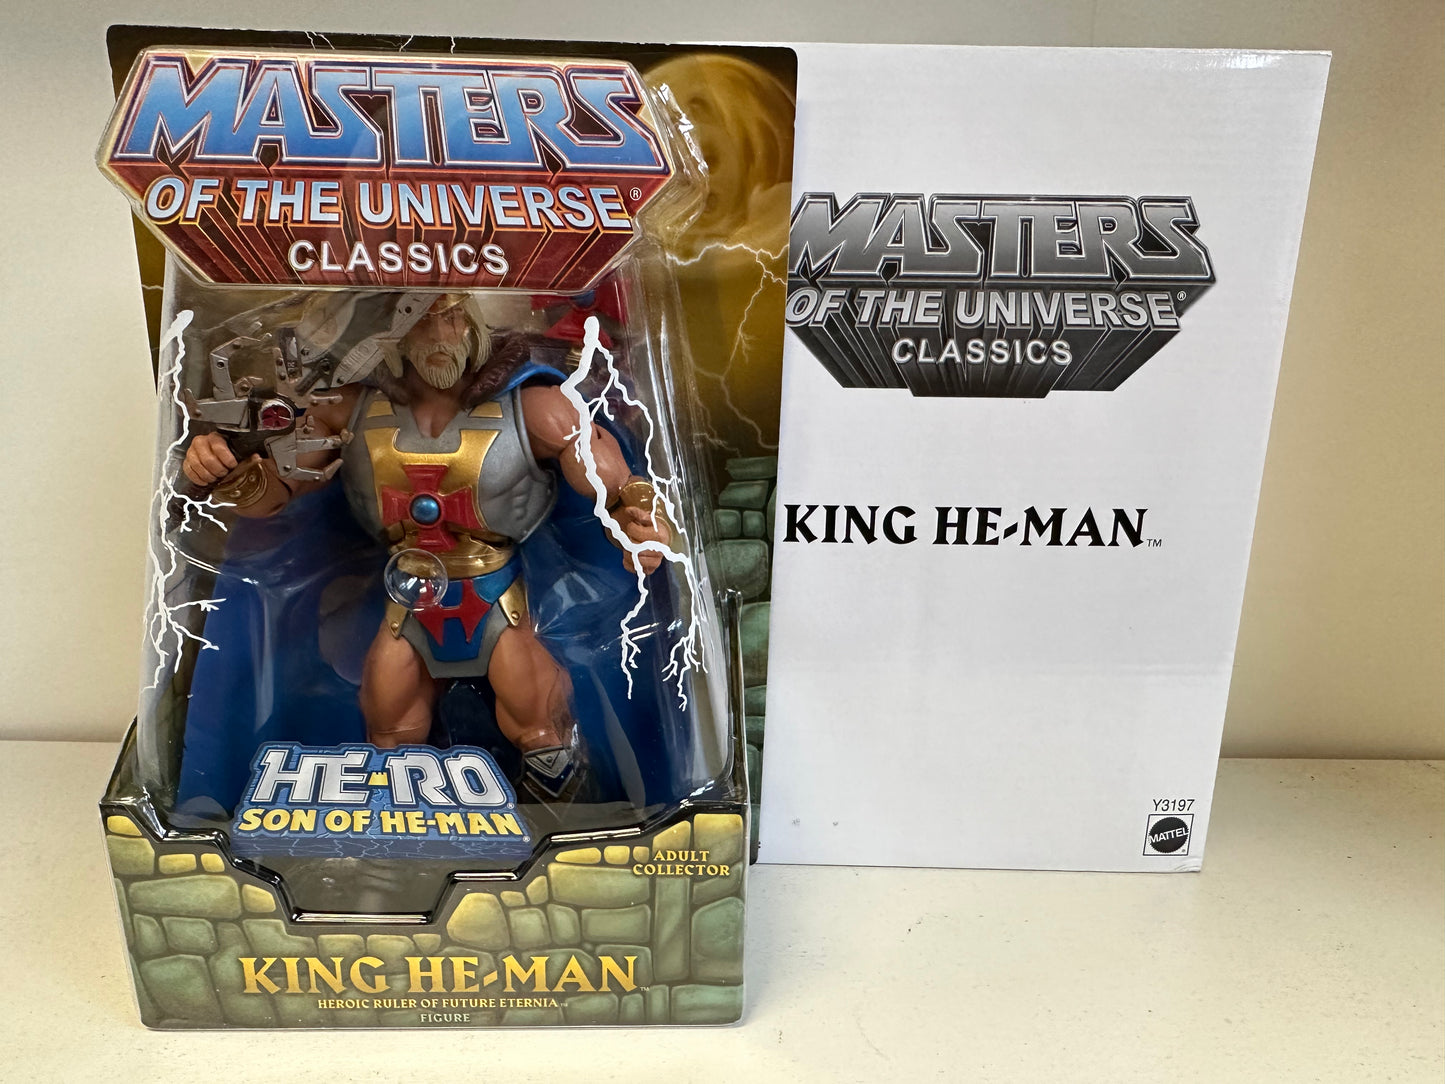 MASTERS
OF THE UNIVERSE®
CLASSICS
HE-RO®
SON OF HE-MAN®
ADULT
COLLECTOR
KING HE-MAN™
HEROIC RULER OF FUTURE ETERNIA™
FIGURE
MASTERS
OF THE UNIVERSE®
CLASSICS
KING HE-MAN™
Y3197
MATTEL®